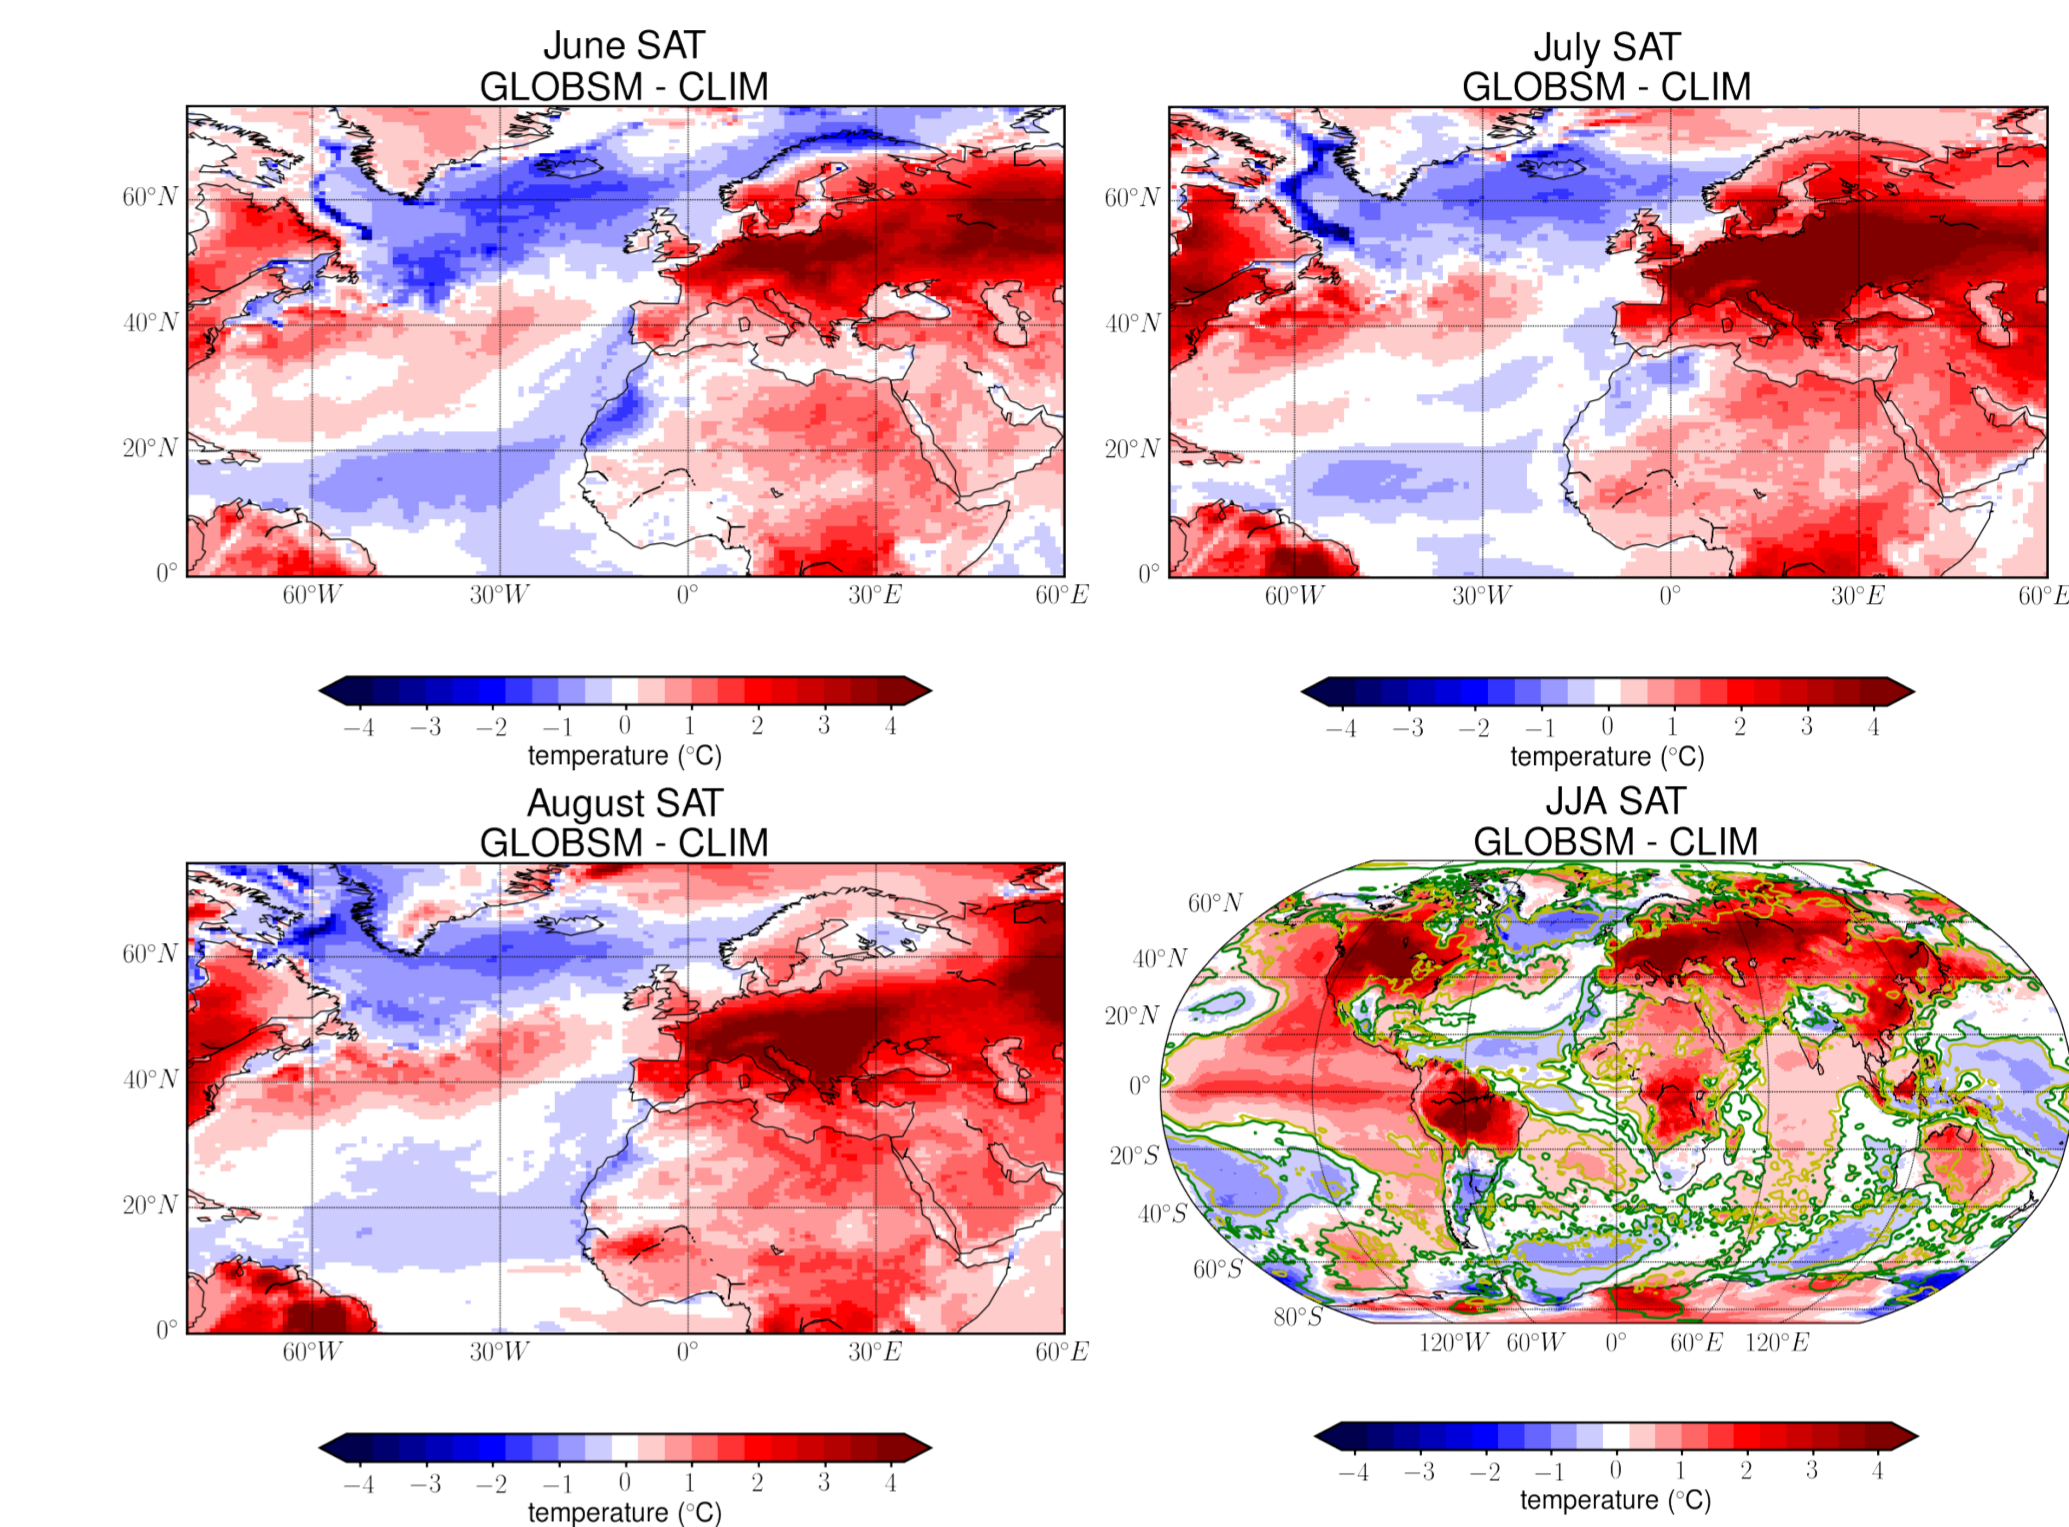 June SAT
GLOBSM - CLIM
60°N
40°N
20°N
0°
60°W 30°W 0° 30°E 60°E
−4 −3 −2 −1 0 1 2 3 4
temperature (°C)
July SAT
GLOBSM - CLIM
60°N
40°N
20°N
0°
60°W 30°W 0° 30°E 60°E
−4 −3 −2 −1 0 1 2 3 4
temperature (°C)
August SAT
GLOBSM - CLIM
60°N
40°N
20°N
0°
60°W 30°W 0° 30°E 60°E
−4 −3 −2 −1 0 1 2 3 4
temperature (°C)
JJA SAT
GLOBSM - CLIM
60°N
40°N
20°N
0°
20°S
40°S
60°S
80°S
120°W 60°W 0° 60°E 120°E
−4 −3 −2 −1 0 1 2 3 4
temperature (°C)